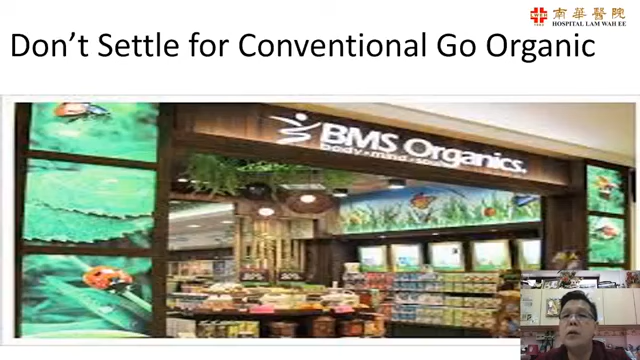 南華醫院
HOSPITAL LAM WAH EE
Don't Settle for Conventional Go Organic
BMS Organics.
body • mind •